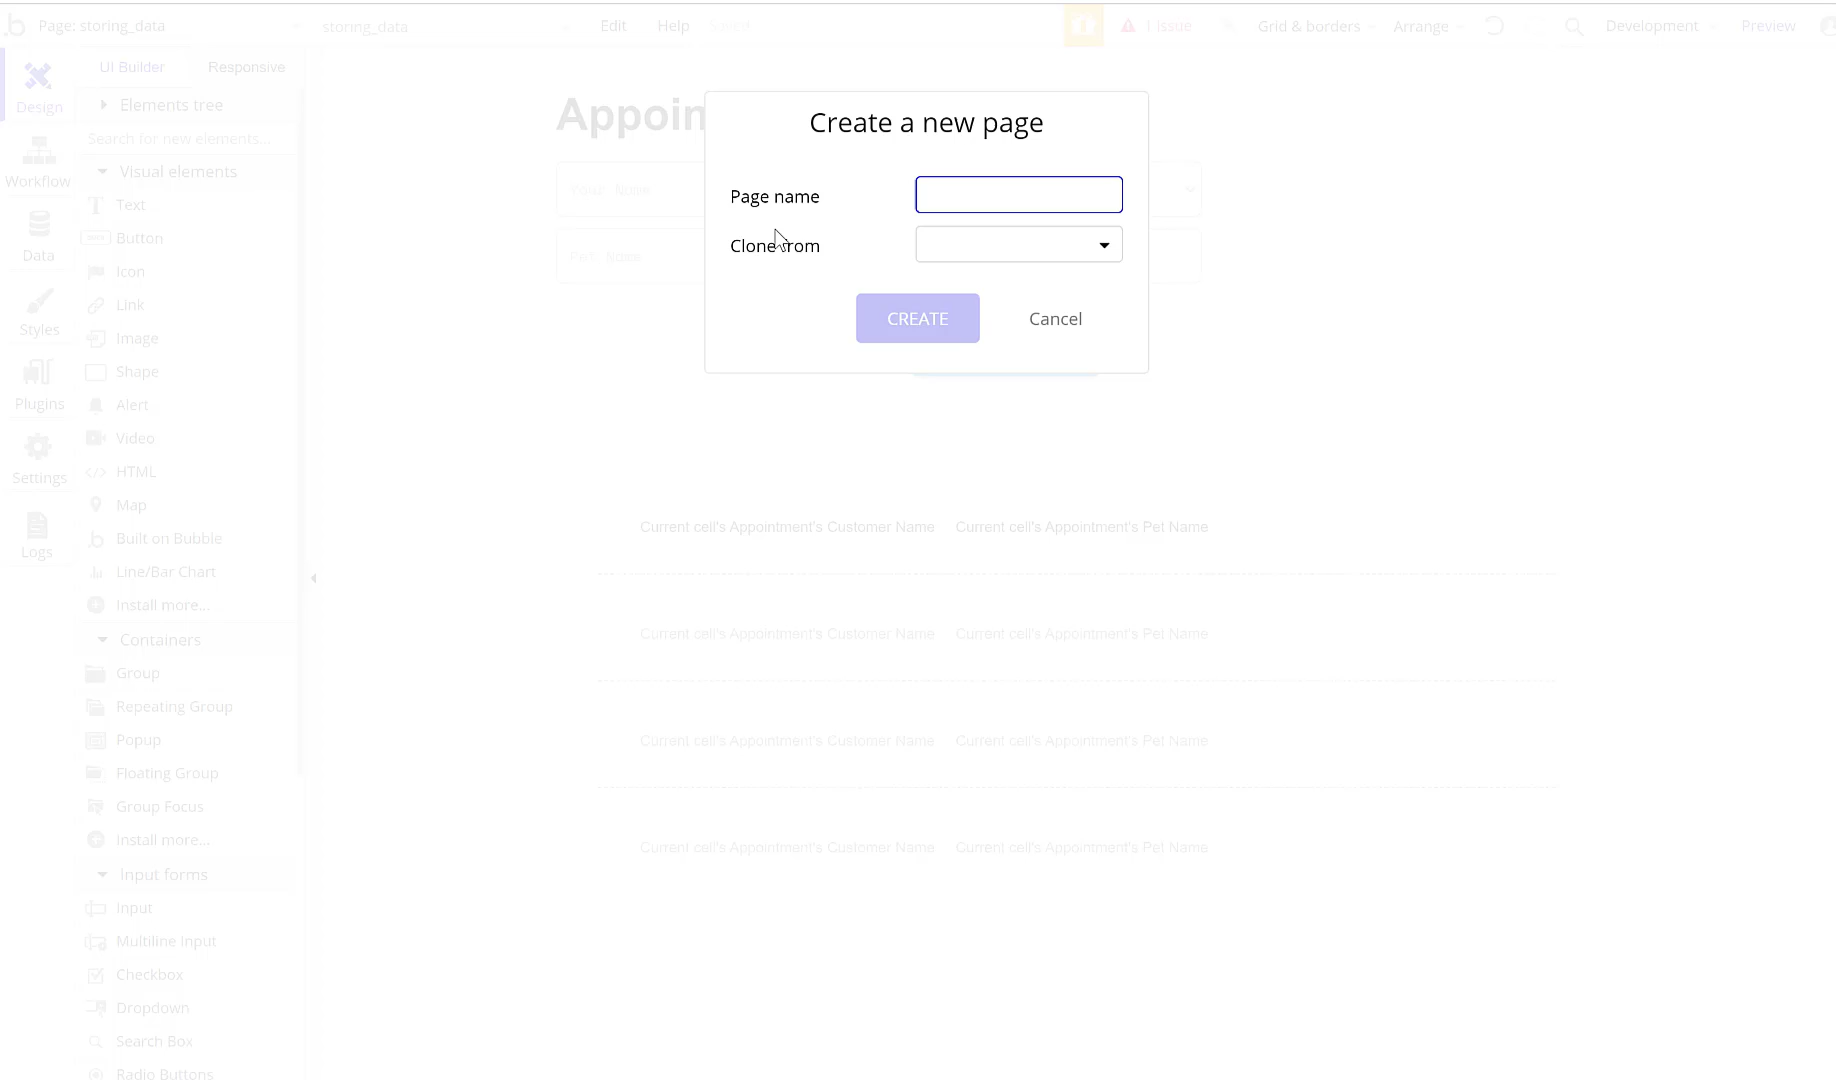 Page: storing_data
storing_data
Edit
Help
Saved
1 issue
Grid & borders
Arrange
Development
Preview
UI Builder
Responsive
Design
Elements tree
Search for new elements...
Workflow
Visual elements
Text
Button
Data
Icon
Link
Styles
Image
Shape
Plugins
Alert
Video
Settings
HTML
Map
Logs
Built on Bubble
Line/Bar Chart
Install more...
Containers
Group
Repeating Group
Popup
Floating Group
Group Focus
Install more...
Input forms
Input
Multiline Input
Checkbox
Dropdown
Search Box
Radio Buttons
Appoin
Your Name
Pet Name
Create a new page
Page name
Clone from
CREATE
Cancel
Current cell's Appointment's Customer Name
Current cell's Appointment's Pet Name
Current cell's Appointment's Customer Name
Current cell's Appointment's Pet Name
Current cell's Appointment's Customer Name
Current cell's Appointment's Pet Name
Current cell's Appointment's Customer Name
Current cell's Appointment's Pet Name